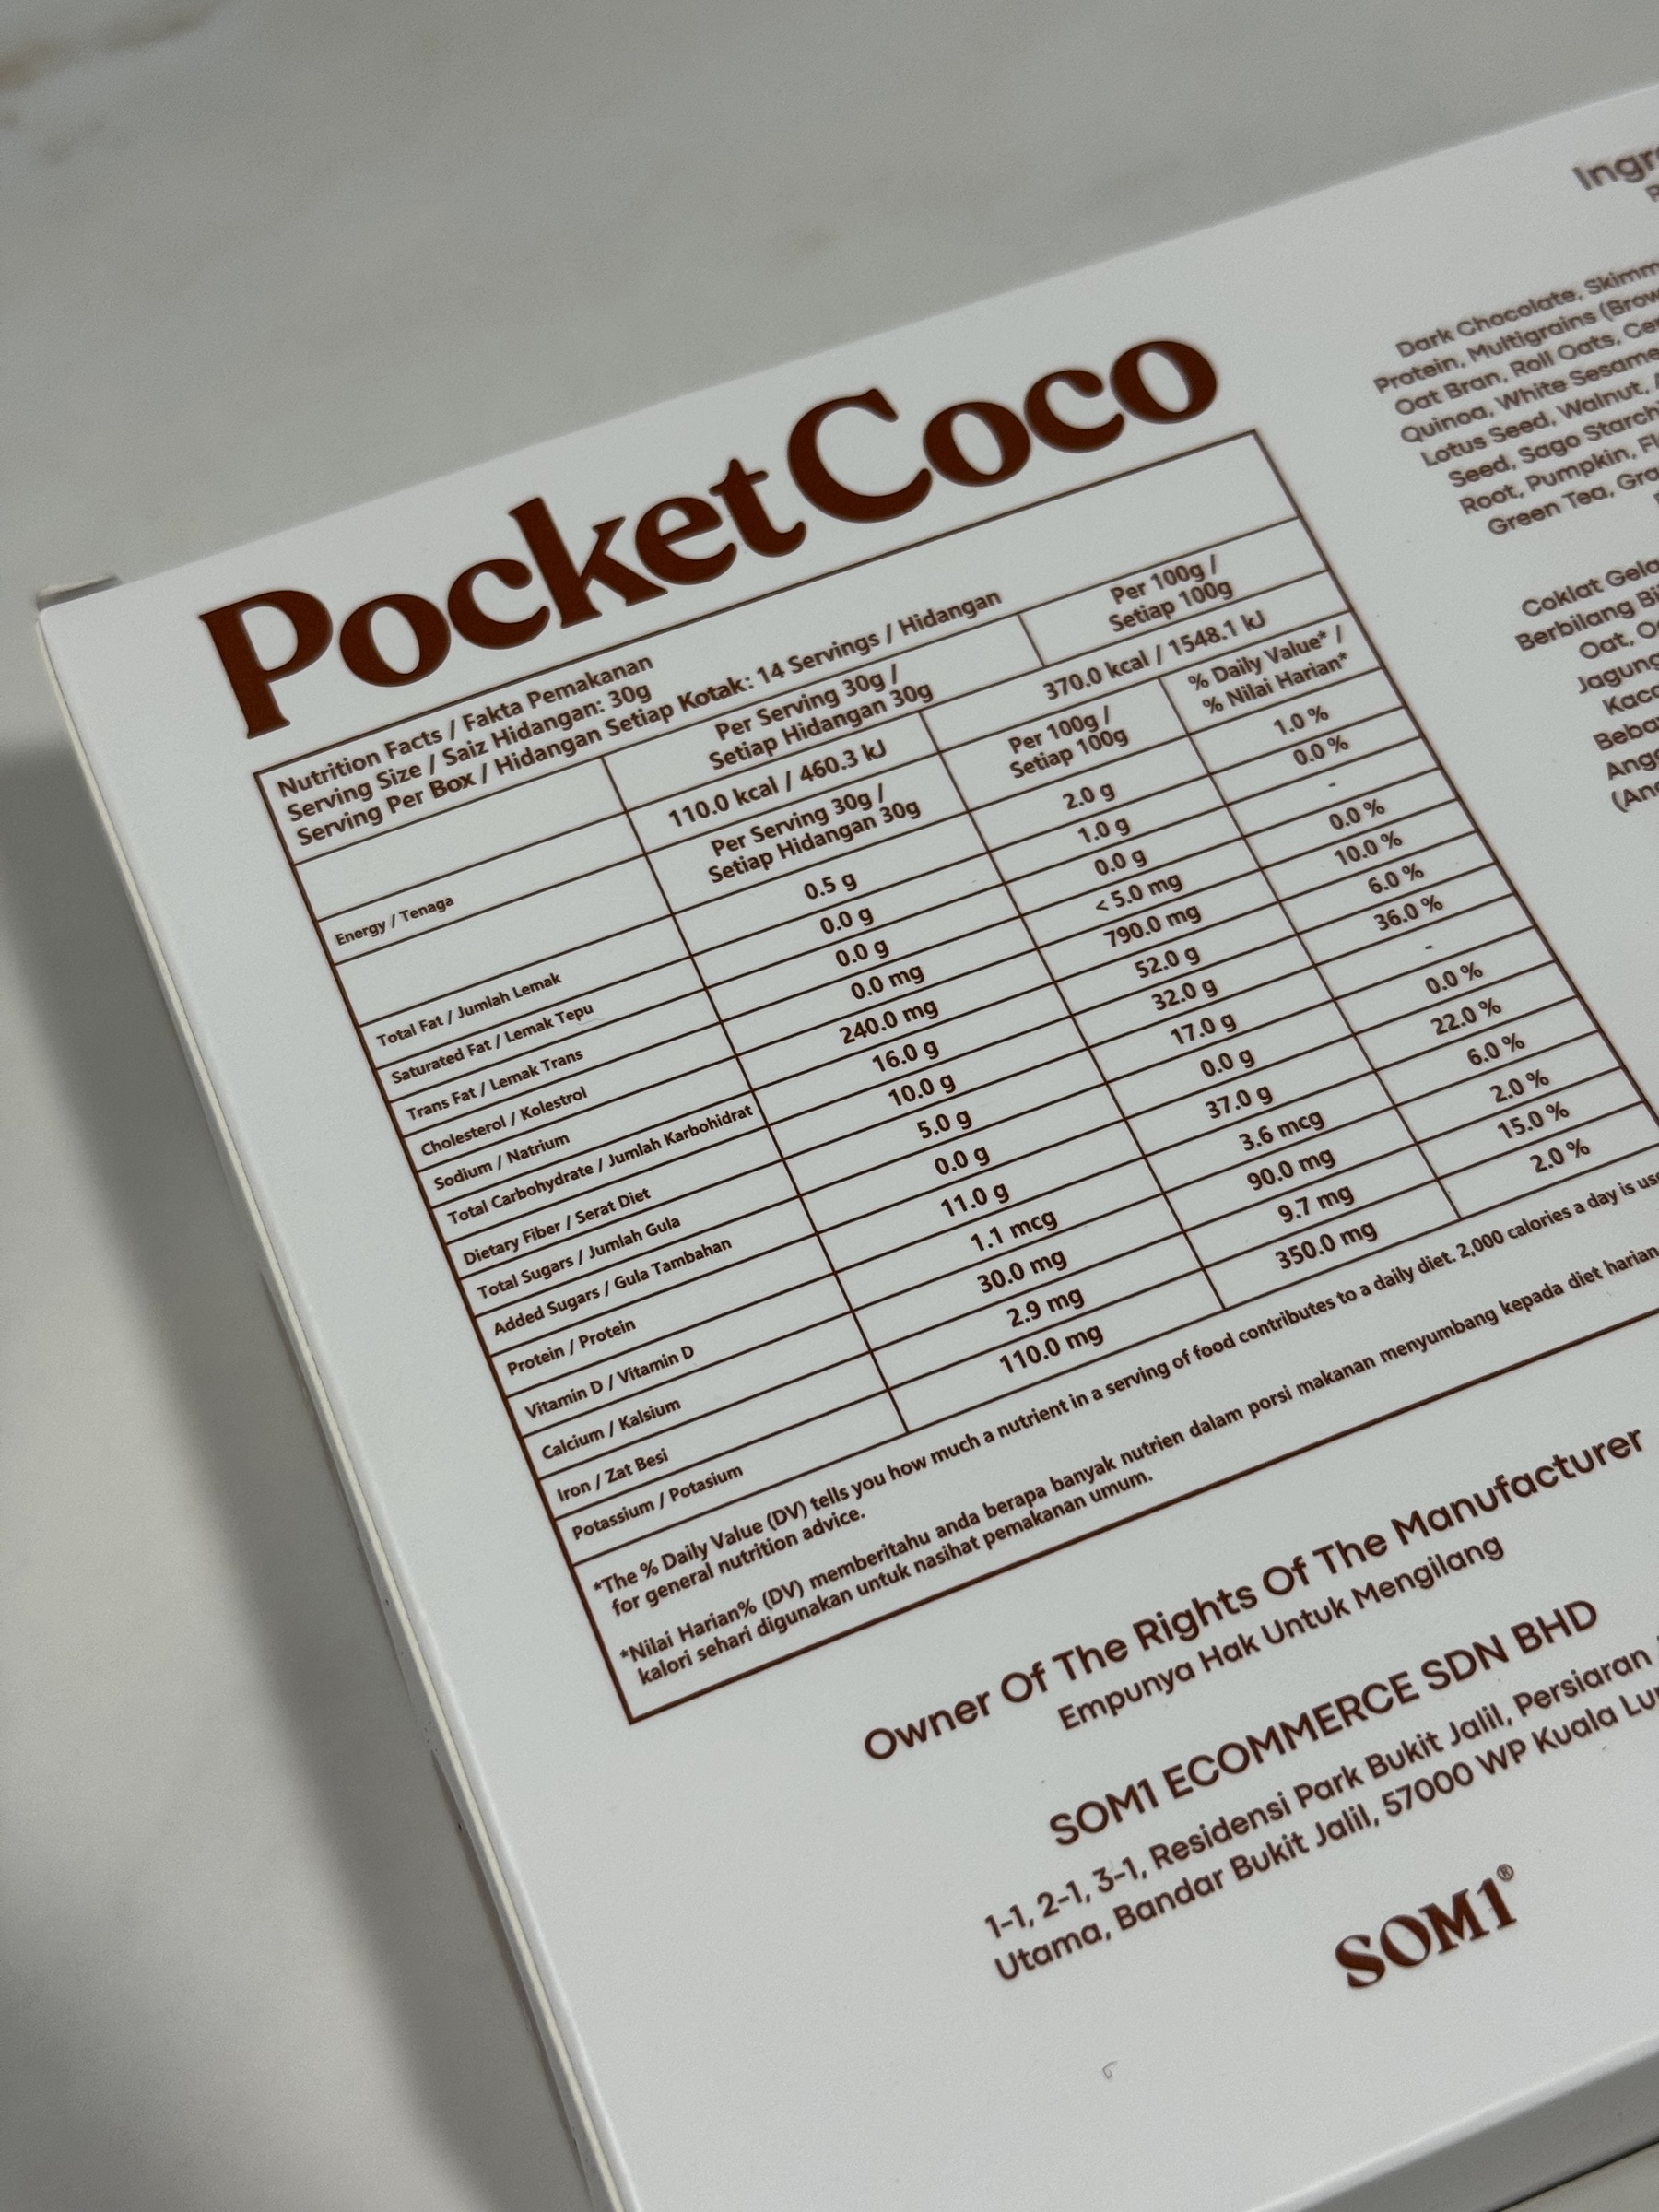 PocketCoco
Nutrition Facts / Fakta Pemakanan
Serving Size / Saiz Hidangan: 30g
Serving Per Box / Hidangan Setiap Kotak: 14 Servings / Hidangan
Per Serving 30g /
Setiap Hidangan 30g
Per 100g /
Setiap 100g
Energy / Tenaga
110.0 kcal / 460.3 kJ
370.0 kcal / 1548.1 kJ
Per Serving 30g /
Setiap Hidangan 30g
Per 100g /
Setiap 100g
% Daily Value* /
% Nilai Harian*
Total Fat / Jumlah Lemak 0.5 g 2.0 g 1.0 %
Saturated Fat / Lemak Tepu 0.0 g 1.0 g 0.0 %
Trans Fat / Lemak Trans 0.0 g 0.0 g -
Cholesterol / Kolestrol 0.0 mg < 5.0 mg 0.0 %
Sodium / Natrium 240.0 mg 790.0 mg 10.0 %
Total Carbohydrate / Jumlah Karbohidrat 16.0 g 52.0 g 6.0 %
Dietary Fiber / Serat Diet 10.0 g 32.0 g 36.0 %
Total Sugars / Jumlah Gula 5.0 g 17.0 g -
Added Sugars / Gula Tambahan 0.0 g 0.0 g 0.0 %
Protein / Protein 11.0 g 37.0 g 22.0 %
Vitamin D / Vitamin D 1.1 mcg 3.6 mcg 6.0 %
Calcium / Kalsium 30.0 mg 90.0 mg 2.0 %
Iron / Zat Besi 2.9 mg 9.7 mg 15.0 %
Potassium / Potasium 110.0 mg 350.0 mg 2.0 %
*The % Daily Value (DV) tells you how much a nutrient in a serving of food contributes to a daily diet. 2,000 calories a day is
for general nutrition advice.
*Nilai Harian% (DV) memberitahu anda berapa banyak nutrien dalam porsi makanan menyumbang kepada diet harian
kalori sehari digunakan untuk nasihat pemakanan umum.
Owner Of The Rights Of The Manufacturer
Empunya Hak Untuk Mengilang
SOM1 ECOMMERCE SDN BHD
1-1, 2-1, 3-1, Residensi Park Bukit Jalil, Persiaran
Utama, Bandar Bukit Jalil, 57000 WP Kuala
SOM1®
Dark Chocolate,
Protein, Multigrains
Oat Bran, Roll Oats,
Quinoa, White Sesame
Lotus Seed, Walnut,
Seed, Sago Starch
Root, Pumpkin,
Green Tea,
Coklat
Berbilang
Oat,